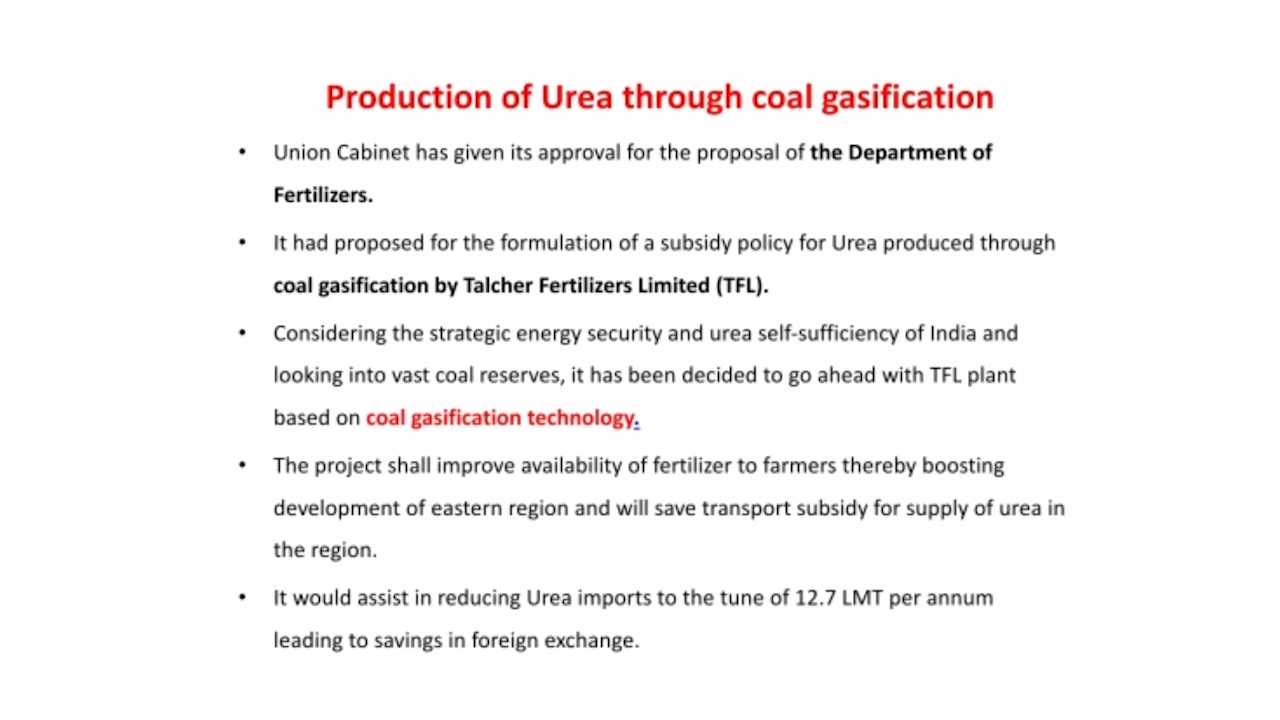 Production of Urea through coal gasification
• Union Cabinet has given its approval for the proposal of the Department of
Fertilizers.
• It had proposed for the formulation of a subsidy policy for Urea produced through
coal gasification by Talcher Fertilizers Limited (TFL).
• Considering the strategic energy security and urea self-sufficiency of India and
looking into vast coal reserves, it has been decided to go ahead with TFL plant
based on coal gasification technology.
• The project shall improve availability of fertilizer to farmers thereby boosting
development of eastern region and will save transport subsidy for supply of urea in
the region.
• It would assist in reducing Urea imports to the tune of 12.7 LMT per annum
leading to savings in foreign exchange.